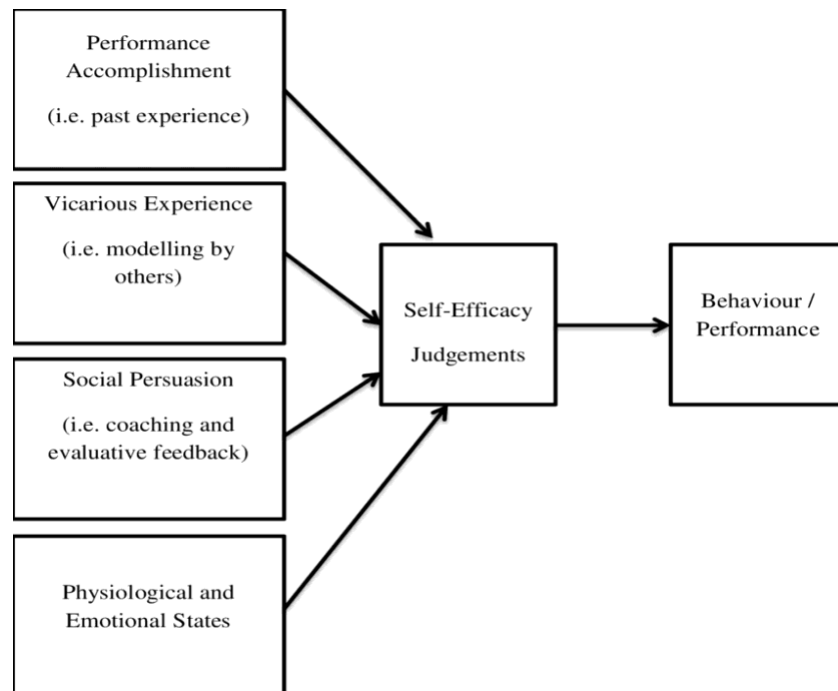 Performance
Accomplishment
(i.e. past experience)
Vicarious Experience
(i.e. modelling by
others)
Social Persuasion
(i.e. coaching and
evaluative feedback)
Physiological and
Emotional States
Self-Efficacy
Judgements
Behaviour /
Performance